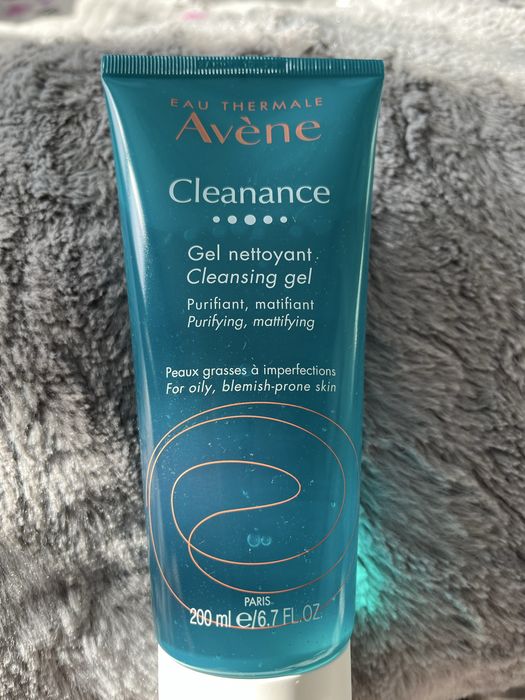 EAU THERMALE
Avène
Cleanance
Gel nettoyant
Cleansing gel
Purifiant, matifiant
Purifying, mattifying
Peaux grasses à imperfections
For oily, blemish-prone skin
PARIS
200 ml e/6.7 FL.OZ.